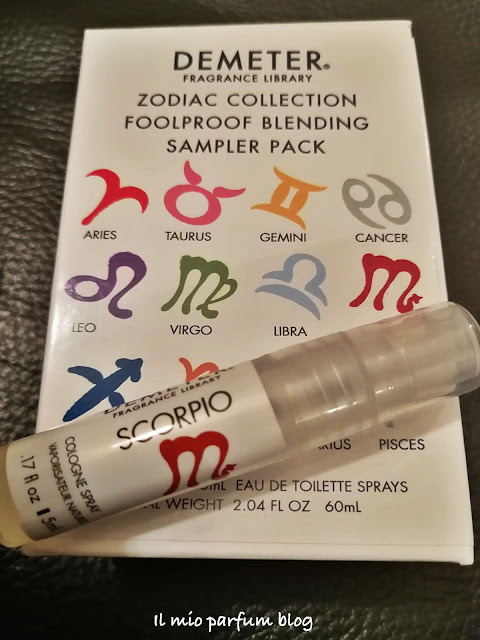 DEMETER®
FRAGRANCE LIBRARY
ZODIAC COLLECTION
FOOLPROOF BLENDING
SAMPLER PACK
ARIES TAURUS GEMINI CANCER
LEO VIRGO LIBRA
PISCES
EAU DE TOILETTE SPRAYS
WEIGHT 2.04 FL OZ 60mL
DEMETER
FRAGRANCE LIBRARY
SCORPIO
COLOGNE SPRAY
VAPORISATEUR
.17 fl oz
Il mio parfum blog